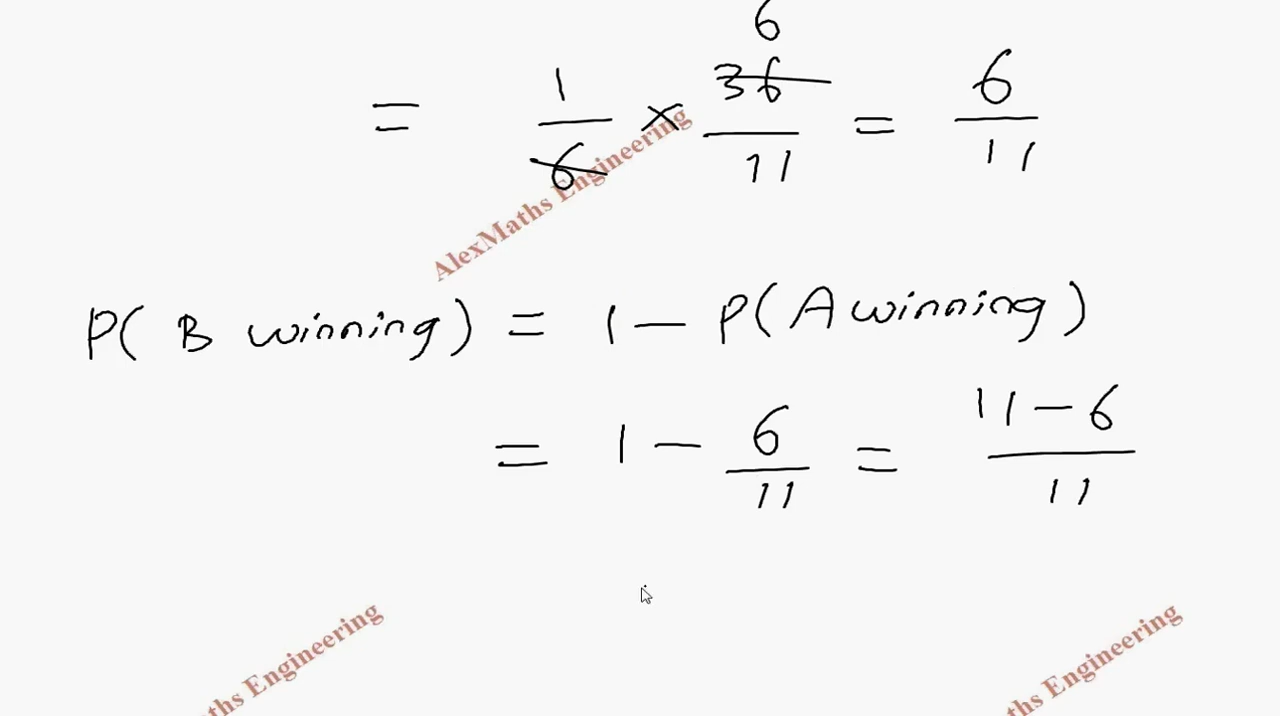 = 1/6 × 36/11 = 6/11
6
AlexMaths Engineering
P( B winning) = 1 – P(A winning)
= 1 – 6/11 = 11–6/11
ths Engineering
ths Engineering